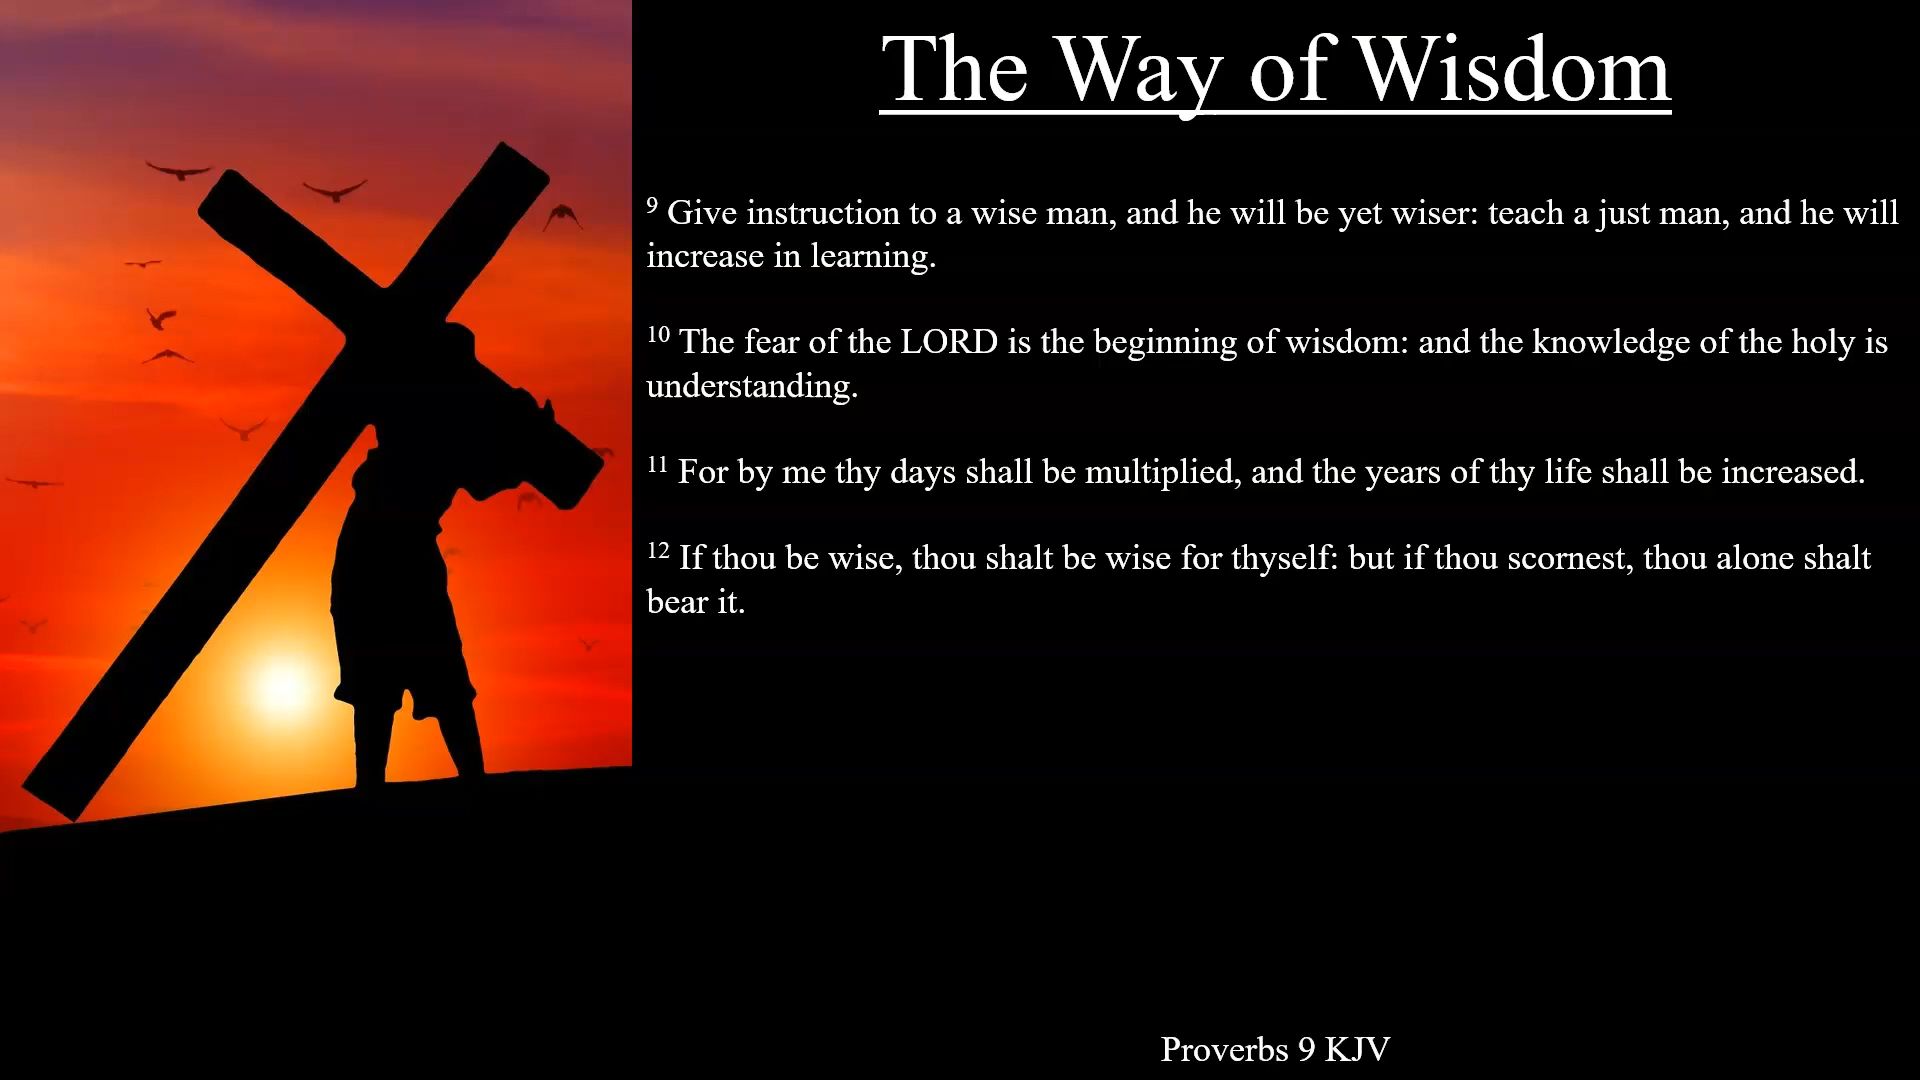 The Way of Wisdom
9 Give instruction to a wise man, and he will be yet wiser: teach a just man, and he will
increase in learning.
10 The fear of the LORD is the beginning of wisdom: and the knowledge of the holy is
understanding.
11 For by me thy days shall be multiplied, and the years of thy life shall be increased.
12 If thou be wise, thou shalt be wise for thyself: but if thou scornest, thou alone shalt
bear it.
Proverbs 9 KJV